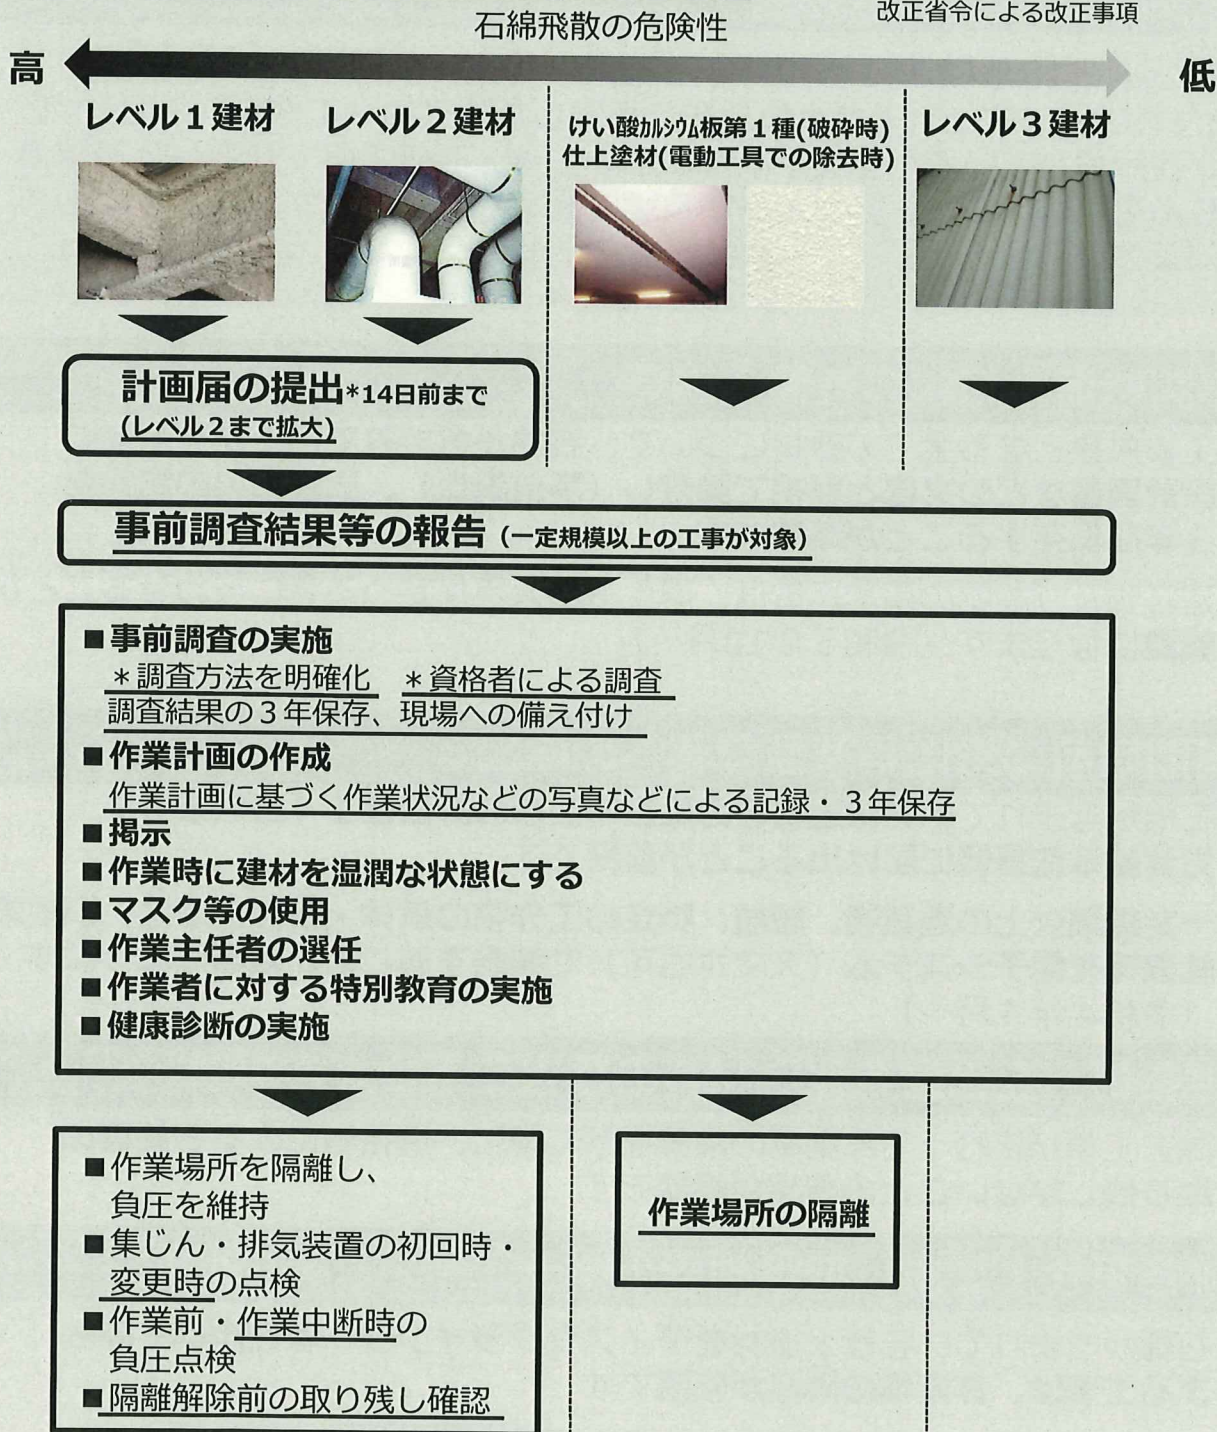 改正省令による改正事項
石綿飛散の危険性
高
低
レベル１建材
レベル２建材
けい酸ｶﾙｼｳﾑ板第１種(破砕時)
仕上塗材(電動工具での除去時)
レベル３建材
計画届の提出*14日前まで
(レベル２まで拡大)
事前調査結果等の報告（一定規模以上の工事が対象）
■事前調査の実施
＊調査方法を明確化 ＊資格者による調査
調査結果の３年保存、現場への備え付け
■作業計画の作成
作業計画に基づく作業状況などの写真などによる記録・３年保存
■掲示
■作業時に建材を湿潤な状態にする
■マスク等の使用
■作業主任者の選任
■作業者に対する特別教育の実施
■健康診断の実施
■作業場所を隔離し、
負圧を維持
■集じん・排気装置の初回時・
変更時の点検
■作業前・作業中断時の
負圧点検
■隔離解除前の取り残し確認
作業場所の隔離